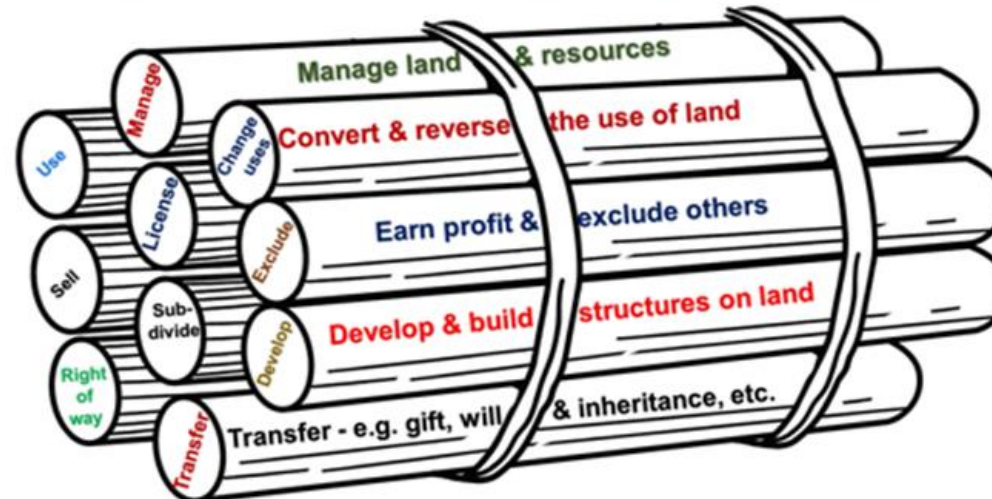 Manage
Manage land & resources
Use
Change
uses
Convert & reverse the use of land
License
Exclude
Earn profit & exclude others
Sell
Sub-
divide
Develop
Develop & build structures on land
Right
of
way
Transfer
Transfer - e.g. gift, will & inheritance, etc.